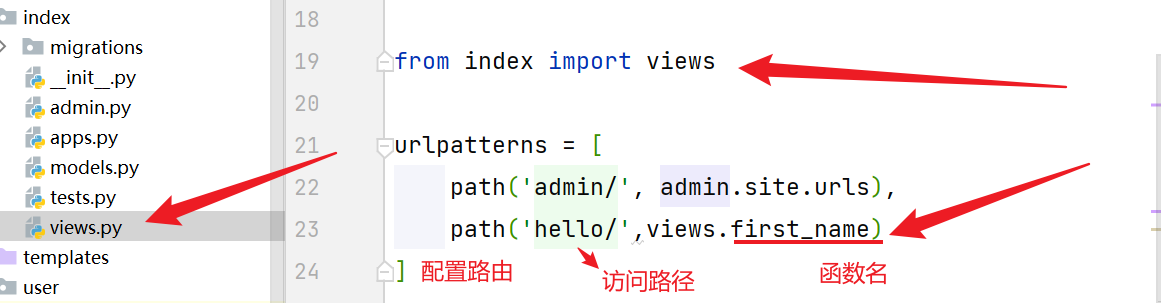 index
migrations
__init__.py
admin.py
apps.py
models.py
tests.py
views.py
templates
user
18
19 from index import views
20
21 urlpatterns = [
22 path('admin/', admin.site.urls),
23 path('hello/',views.first_name)
24 ] 配置路由 访问路径 函数名